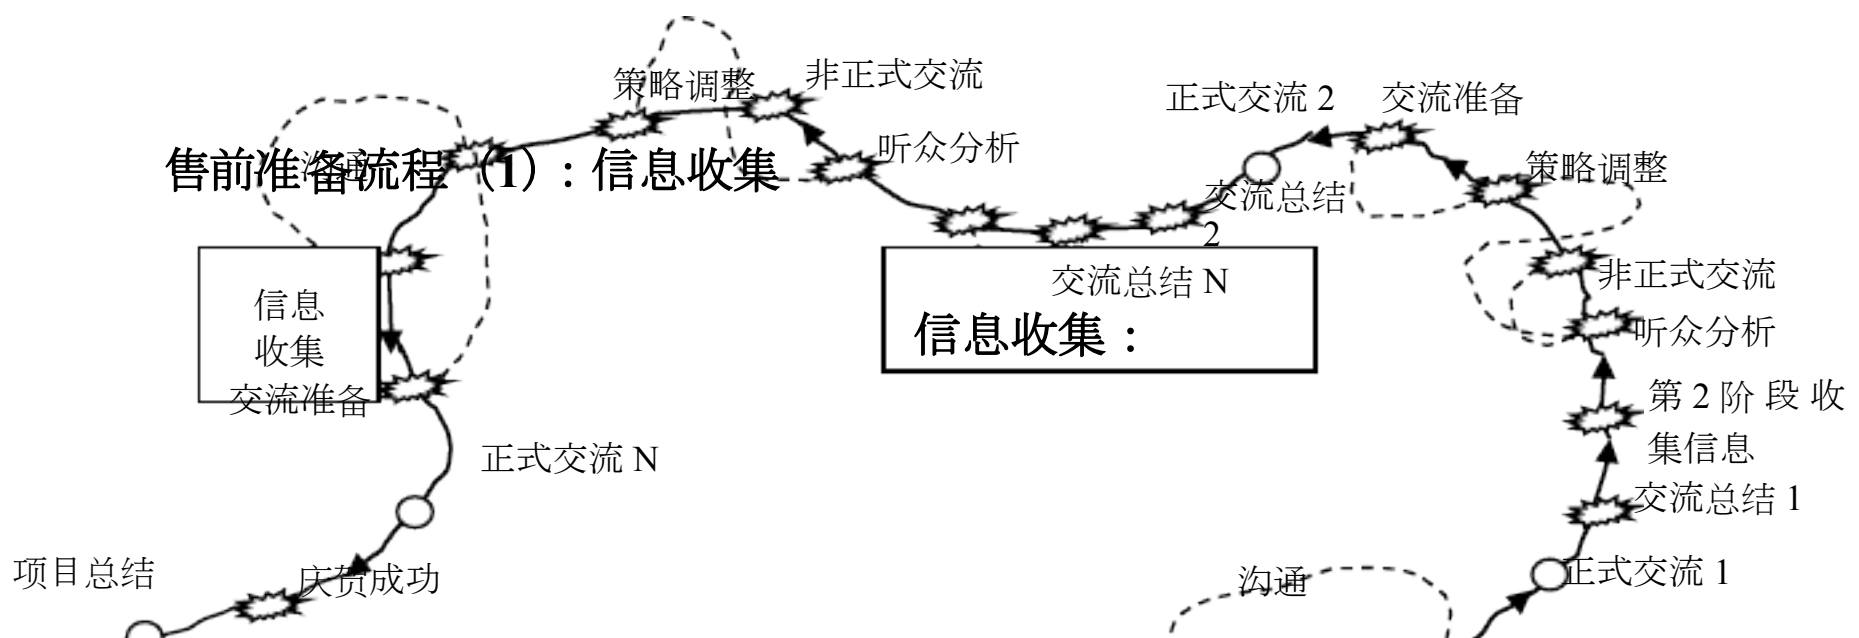 策略调整
非正式交流
正式交流 2
交流准备
听众分析
沟通
售前准备流程（1）：信息收集
策略调整
交流总结
2
交流总结 N
信息收集：
非正式交流
信息
收集
交流准备
听众分析
第 2 阶 段 收
集信息
正式交流 N
交流总结 1
项目总结
庆贺成功
沟通
正式交流 1